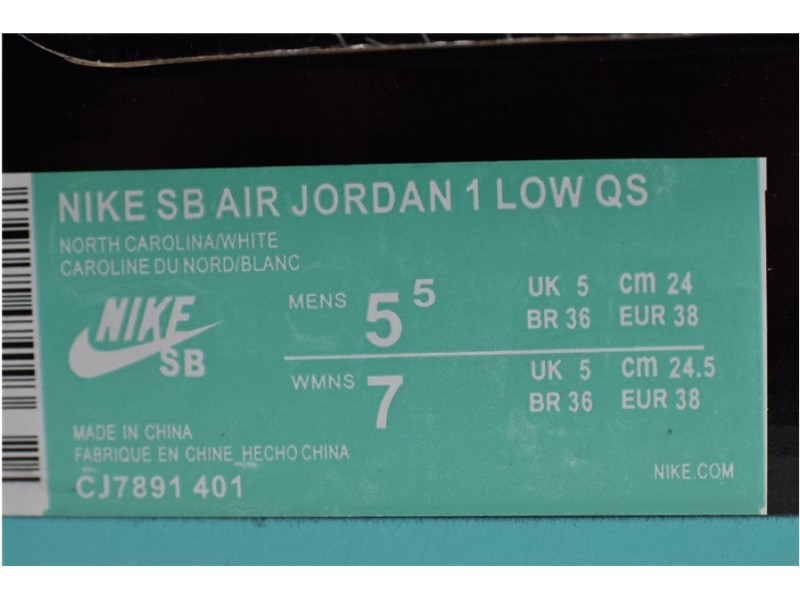 NIKE SB AIR JORDAN 1 LOW QS
NORTH CAROLINA/WHITE
CAROLINE DU NORD/BLANC
NIKE
SB
MENS 5 5 UK 5 cm 24
BR 36 EUR 38
WMNS 7 UK 5 cm 24.5
BR 36 EUR 38
MADE IN CHINA
FABRIQUE EN CHINE_HECHO CHINA
CJ7891 401
NIKE.COM